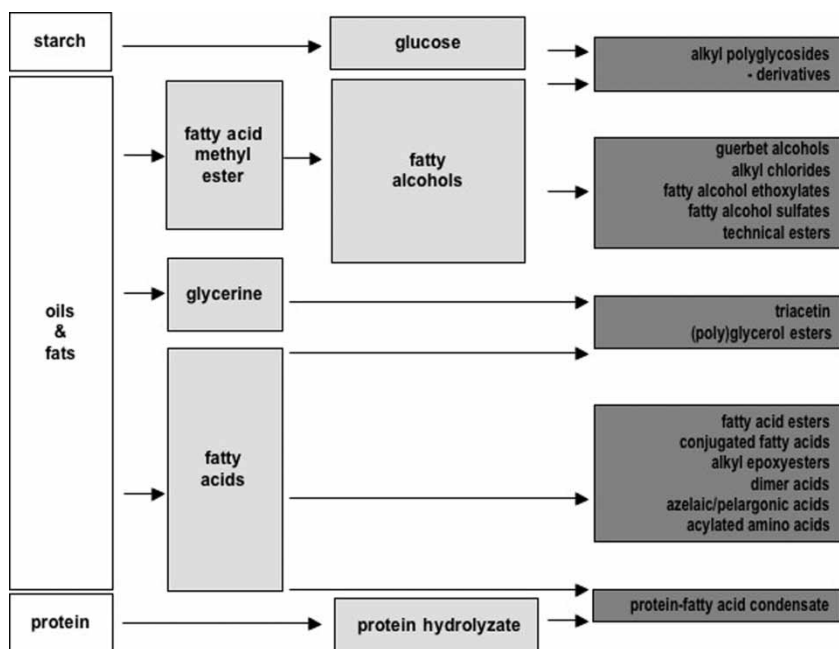 starch
glucose
alkyl polyglycosides
- derivatives
fatty acid
methyl
ester
fatty
alcohols
guerbet alcohols
alkyl chlorides
fatty alcohol ethoxylates
fatty alcohol sulfates
technical esters
oils
&
fats
glycerine
triacetin
(poly)glycerol esters
fatty
acids
fatty acid esters
conjugated fatty acids
alkyl epoxyesters
dimer acids
azelaic/pelargonic acids
acylated amino acids
protein
protein hydrolyzate
protein-fatty acid condensate